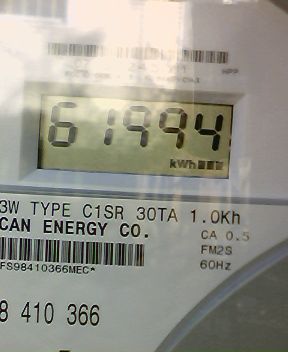 61994
kWh
3W TYPE C1SR 30TA 1.0Kh
CAN ENERGY CO.
CA 0.5
FM2S
60Hz
FS98410366MEC*
8 410 366